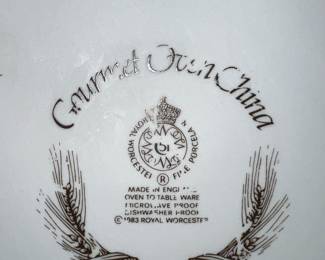 Gourmet Oven China
ROYAL WORCESTER FINE PORCELAIN
51
®
MADE IN ENGLAND
OVEN TO TABLE WARE
MICROWAVE PROOF
DISHWASHER PROOF
© 1983 ROYAL WORCESTER